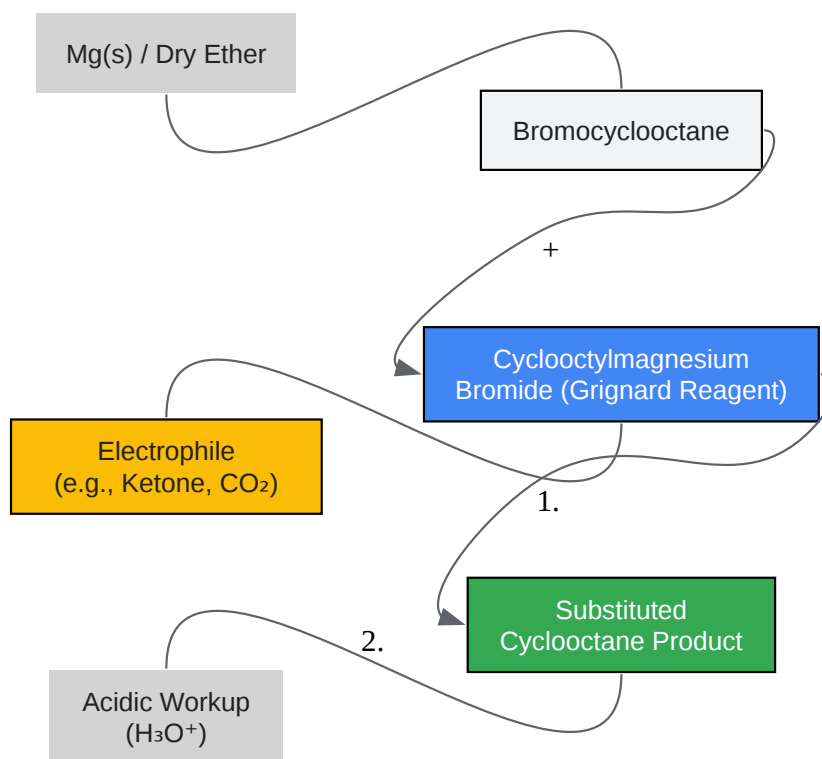 Mg(s) / Dry Ether
Bromocyclooctane
+
Cyclooctylmagnesium
Bromide (Grignard Reagent)
Electrophile
(e.g., Ketone, CO₂)
1.
Substituted
Cyclooctane Product
2.
Acidic Workup
(H₃O⁺)